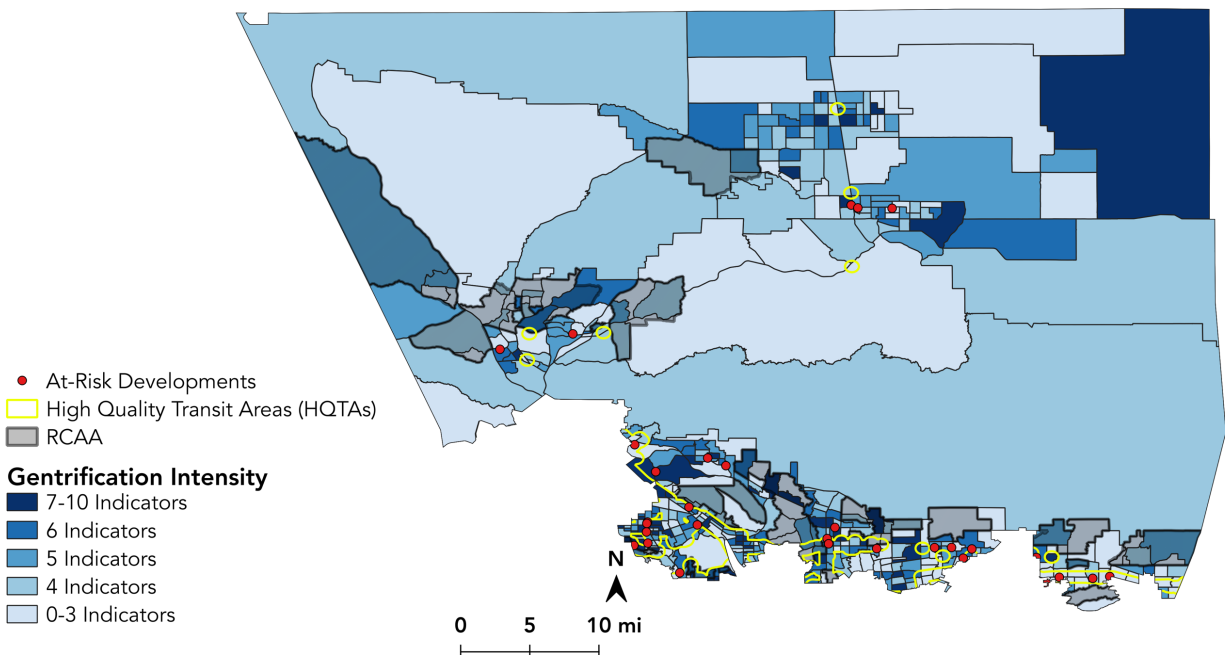 At-Risk Developments
High Quality Transit Areas (HQTAs)
RCAA
Gentrification Intensity
7-10 Indicators
6 Indicators
5 Indicators
4 Indicators
0-3 Indicators
N
0 5 10 mi